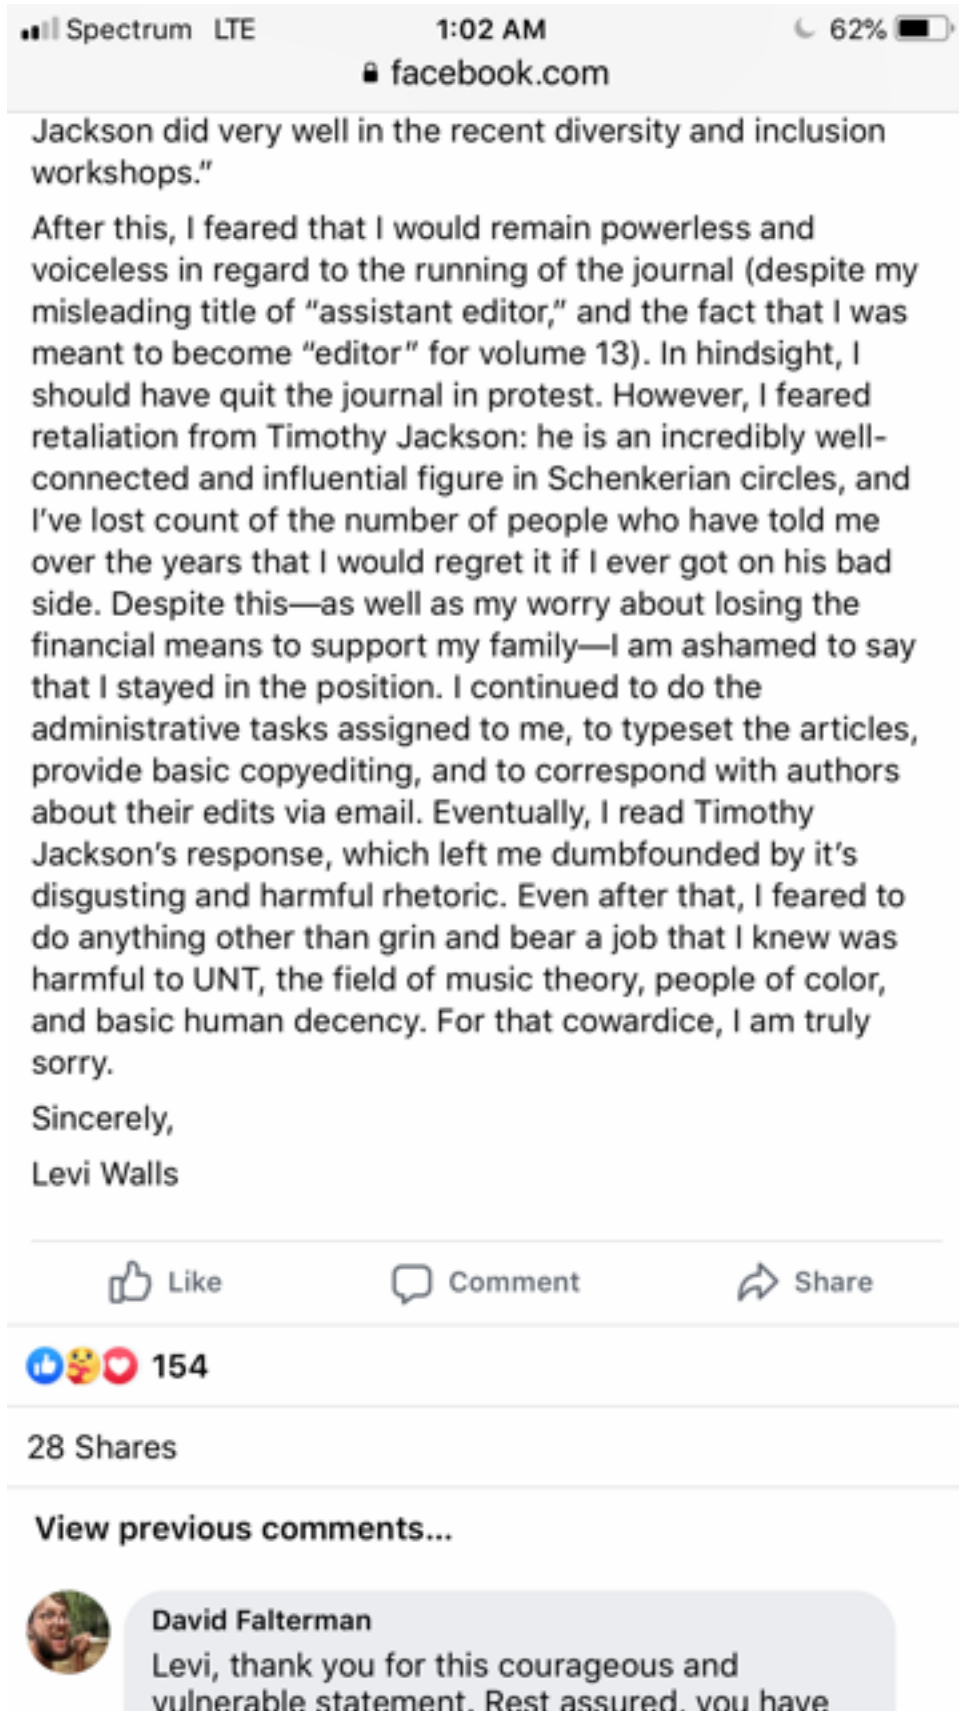 Spectrum LTE 1:02 AM 62%
facebook.com
Jackson did very well in the recent diversity and inclusion
workshops.”
After this, I feared that I would remain powerless and
voiceless in regard to the running of the journal (despite my
misleading title of “assistant editor,” and the fact that I was
meant to become “editor” for volume 13). In hindsight, I
should have quit the journal in protest. However, I feared
retaliation from Timothy Jackson: he is an incredibly well-
connected and influential figure in Schenkerian circles, and
I’ve lost count of the number of people who have told me
over the years that I would regret it if I ever got on his bad
side. Despite this—as well as my worry about losing the
financial means to support my family—I am ashamed to say
that I stayed in the position. I continued to do the
administrative tasks assigned to me, to typeset the articles,
provide basic copyediting, and to correspond with authors
about their edits via email. Eventually, I read Timothy
Jackson’s response, which left me dumbfounded by it’s
disgusting and harmful rhetoric. Even after that, I feared to
do anything other than grin and bear a job that I knew was
harmful to UNT, the field of music theory, people of color,
and basic human decency. For that cowardice, I am truly
sorry.
Sincerely,
Levi Walls
Like Comment Share
154
28 Shares
View previous comments...
David Falterman
Levi, thank you for this courageous and
vulnerable statement. Rest assured, you have